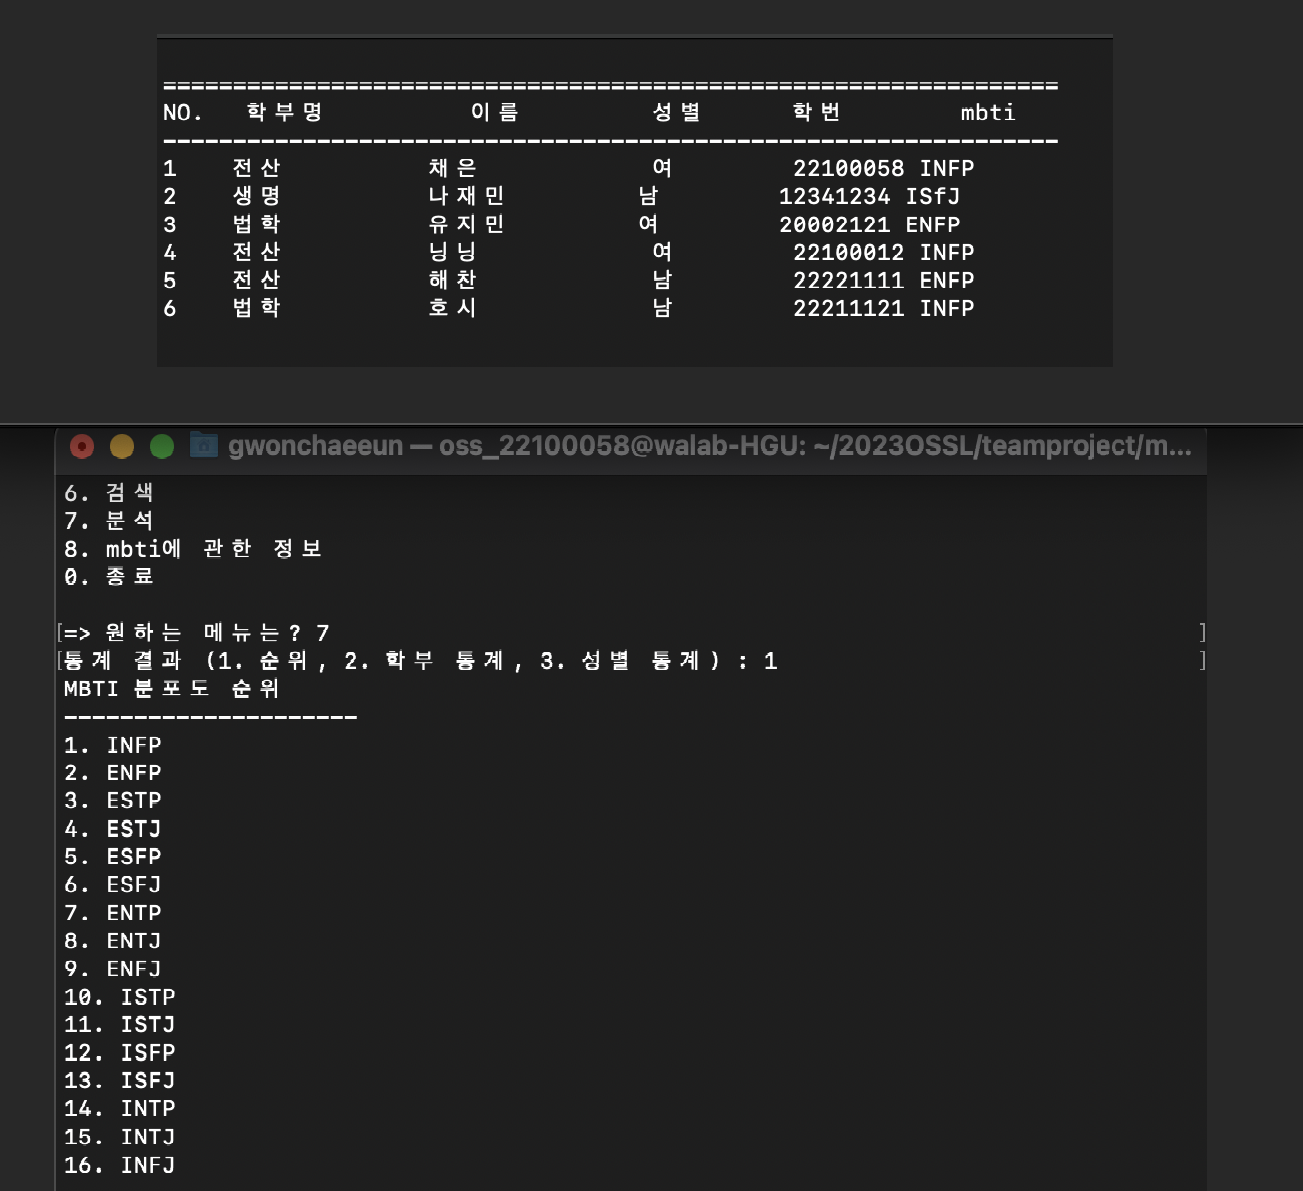 ================================================================
NO. 학부명 이름 성별 학번 mbti
----------------------------------------------------------------
1 전산 채은 여 22100058 INFP
2 생명 나재민 남 12341234 ISfJ
3 법학 유지민 여 20002121 ENFP
4 전산 닝닝 여 22100012 INFP
5 전산 해찬 남 22221111 ENFP
6 법학 호시 남 22211121 INFP
gwonchaeeun — oss_22100058@walab-HGU: ~/2023OSSL/teamproject/m...
6. 검색
7. 분석
8. mbti에 관한 정보
0. 종료
[=> 원하는 메뉴는? 7 ]
[통계 결과 (1. 순위, 2. 학부 통계, 3. 성별 통계) : 1 ]
MBTI 분포도 순위
---------------------
1. INFP
2. ENFP
3. ESTP
4. ESTJ
5. ESFP
6. ESFJ
7. ENTP
8. ENTJ
9. ENFJ
10. ISTP
11. ISTJ
12. ISFP
13. ISFJ
14. INTP
15. INTJ
16. INFJ